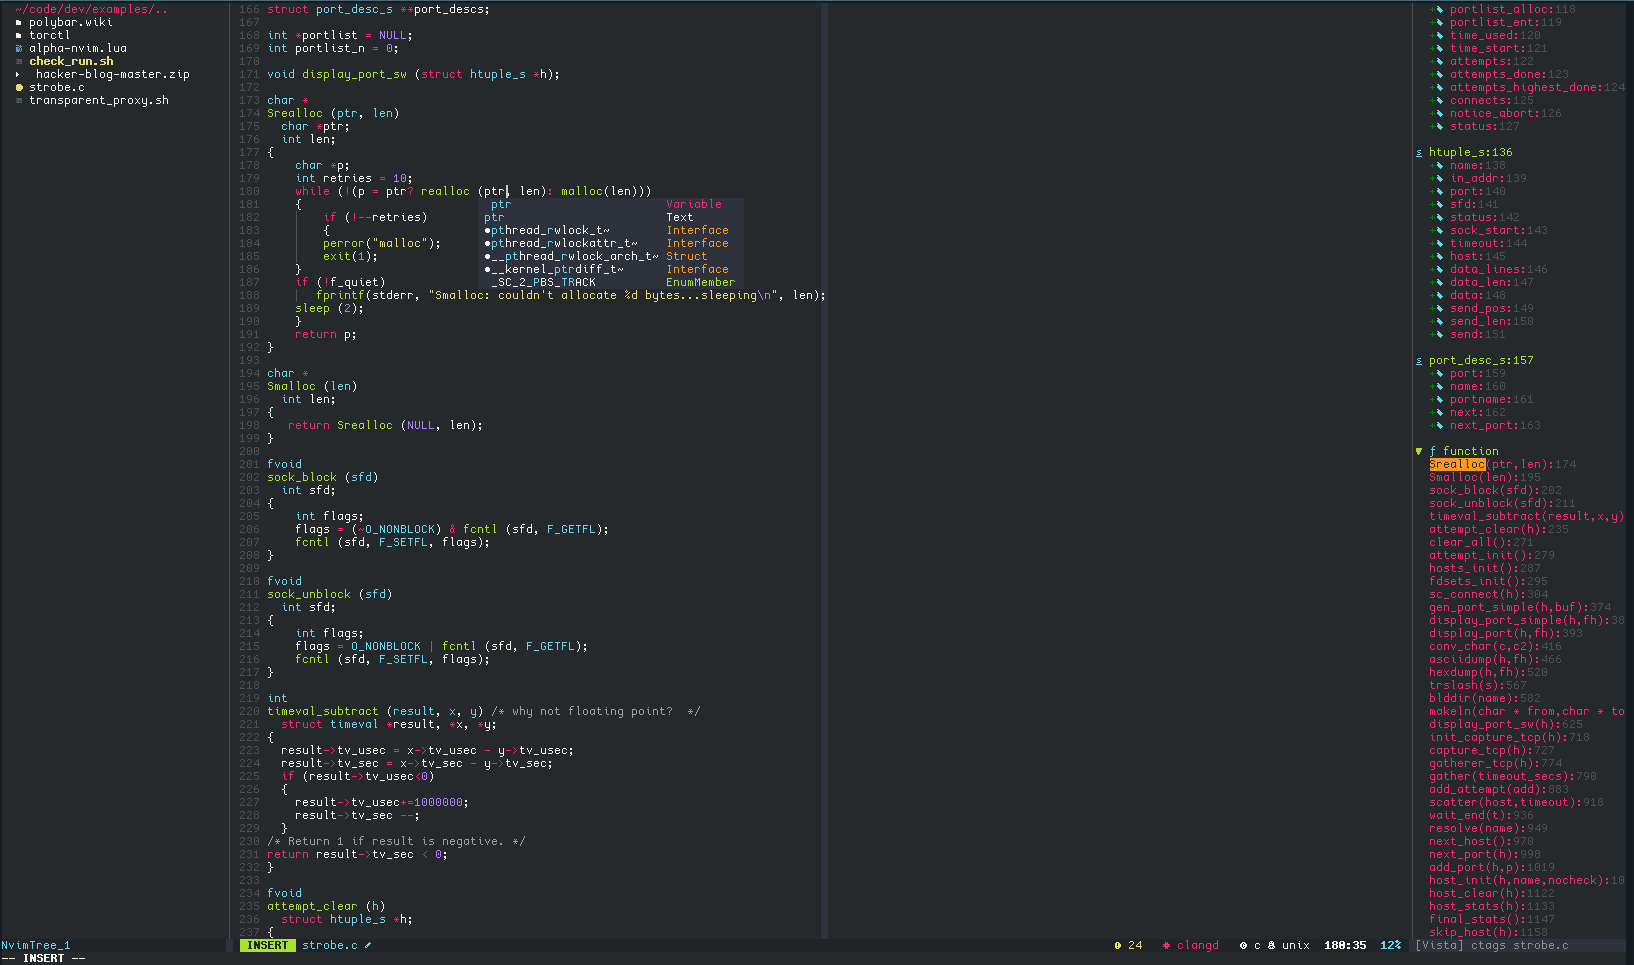 ~/code/dev/examples/..
polybar.wiki
torctl
alpha-nvim.lua
check_run.sh
hacker-blog-master.zip
strobe.c
transparent_proxy.sh
NvimTree_1
166 struct port_desc_s **port_descs;
167
168 int *portlist = NULL;
169 int portlist_n = 0;
170
171 void display_port_sw (struct htuple_s *h);
172
173 char *
174 Srealloc (ptr, len)
175 char *ptr;
176 int len;
177 {
178 char *p;
179 int retries = 10;
180 while (!(p = ptr? realloc (ptr, len): malloc(len)))
181 {
182 if (!--retries)
183 {
184 perror("malloc");
185 exit(1);
186 }
187 if (!f_quiet)
188 fprintf(stderr, "Smalloc: couldn't allocate %d bytes...sleeping\n", len);
189 sleep (2);
190 }
191 return p;
192 }
193
194 char *
195 Smalloc (len)
196 int len;
197 {
198 return Srealloc (NULL, len);
199 }
200
201 fvoid
202 sock_block (sfd)
203 int sfd;
204 {
205 int flags;
206 flags = (~O_NONBLOCK) & fcntl (sfd, F_GETFL);
207 fcntl (sfd, F_SETFL, flags);
208 }
209
210 fvoid
211 sock_unblock (sfd)
212 int sfd;
213 {
214 int flags;
215 flags = O_NONBLOCK | fcntl (sfd, F_GETFL);
216 fcntl (sfd, F_SETFL, flags);
217 }
218
219 int
220 timeval_subtract (result, x, y) /* why not floating point?  */
221 struct timeval *result, *x, *y;
222 {
223 result->tv_usec = x->tv_usec - y->tv_usec;
224 result->tv_sec = x->tv_sec - y->tv_sec;
225 if (result->tv_usec<0)
226 {
227 result->tv_usec+=1000000;
228 result->tv_sec --;
229 }
230 /* Return 1 if result is negative. */
231 return result->tv_sec < 0;
232 }
233
234 fvoid
235 attempt_clear (h)
236 struct htuple_s *h;
237 {
ptr Variable
ptr Text
●pthread_rwlock_t~ Interface
●pthread_rwlockattr_t~ Interface
●__pthread_rwlock_arch_t~ Struct
●__kernel_ptrdiff_t~ Interface
_SC_2_PBS_TRACK EnumMember
+ portlist_alloc:118
+ portlist_ent:119
+ time_used:120
+ time_start:121
+ attempts:122
+ attempts_done:123
+ attempts_highest_done:124
+ connects:125
+ notice_abort:126
+ status:127
s htuple_s:136
+ name:138
+ in_addr:139
+ port:140
+ sfd:141
+ status:142
+ sock_start:143
+ timeout:144
+ host:145
+ data_lines:146
+ data_len:147
+ data:148
+ send_pos:149
+ send_len:150
+ send:151
s port_desc_s:157
+ port:159
+ name:160
+ portname:161
+ next:162
+ next_port:163
▼ ƒ function
Srealloc(ptr,len):174
Smalloc(len):195
sock_block(sfd):202
sock_unblock(sfd):211
timeval_subtract(result,x,y)
attempt_clear(h):235
clear_all():271
attempt_init():279
hosts_init():287
fdsets_init():295
sc_connect(h):304
gen_port_simple(h,buf):374
display_port_simple(h,fh):38
display_port(h,fh):393
conv_char(c,c2):416
asciidump(h,fh):466
hexdump(h,fh):520
trslash(s):567
blddir(name):582
makeln(char * from,char * to
display_port_sw(h):625
init_capture_tcp(h):718
capture_tcp(h):727
gatherer_tcp(h):774
gather(timeout_secs):790
add_attempt(add):883
scatter(host,timeout):918
wait_end(t):936
resolve(name):949
next_host():970
next_port(h):998
add_port(h,p):1019
host_init(h,name,nocheck):10
host_clear(h):1122
host_stats(h):1133
final_stats():1147
skip_host(h):1158
INSERT strobe.c 24 clangd c unix 180:35 12%
[Vista] ctags strobe.c
-- INSERT --